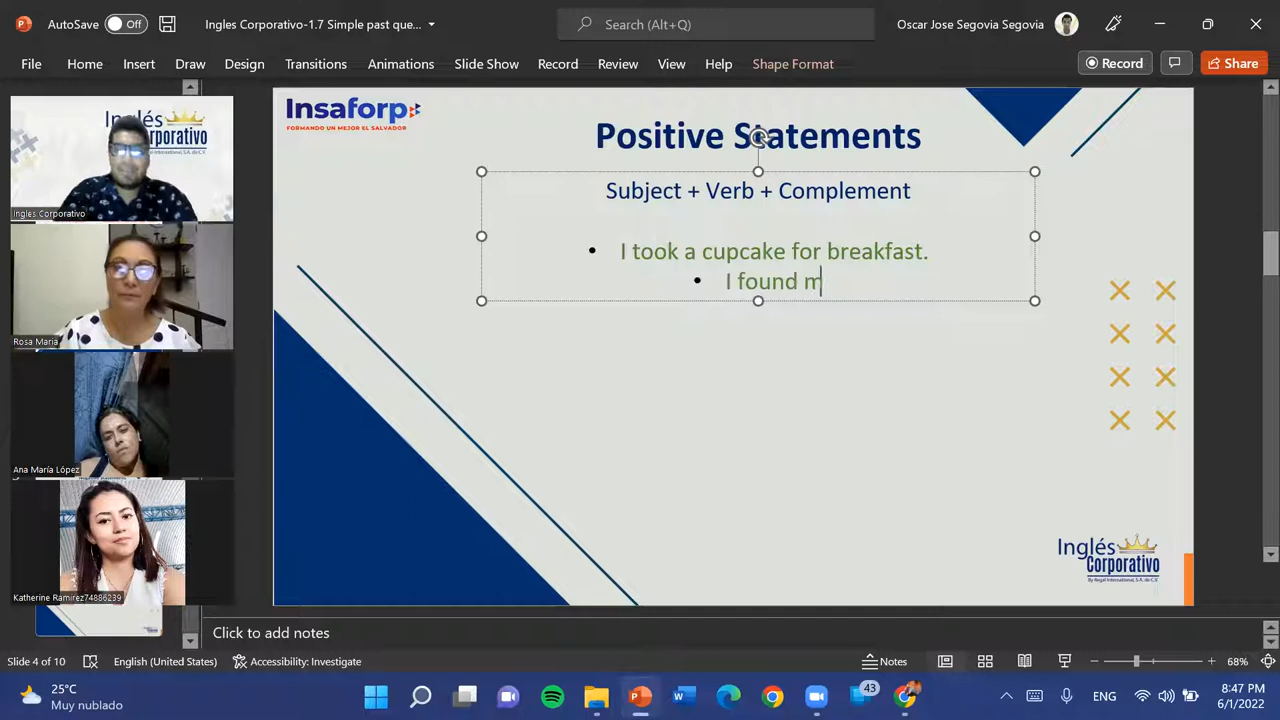 AutoSave
Off
Ingles Corporativo-1.7 Simple past que...
Search (Alt+Q)
Oscar Jose Segovia Segovia
File
Home
Insert
Draw
Design
Transitions
Animations
Slide Show
Record
Review
View
Help
Shape Format
Record
Share
Inglés
Corporativo
Ingles Corporativo
Rosa Maria
Ana María López
Katherine Ramirez74886239
Insaforp
FORMANDO UN MEJOR EL SALVADOR
Positive Statements
Subject + Verb + Complement
• I took a cupcake for breakfast.
• I found m
Inglés
Corporativo
By Regal International, S.A. de C.V.
Click to add notes
Slide 4 of 10
English (United States)
Accessibility: Investigate
Notes
68%
25°C
Muy nublado
43
ENG
8:47 PM
6/1/2022